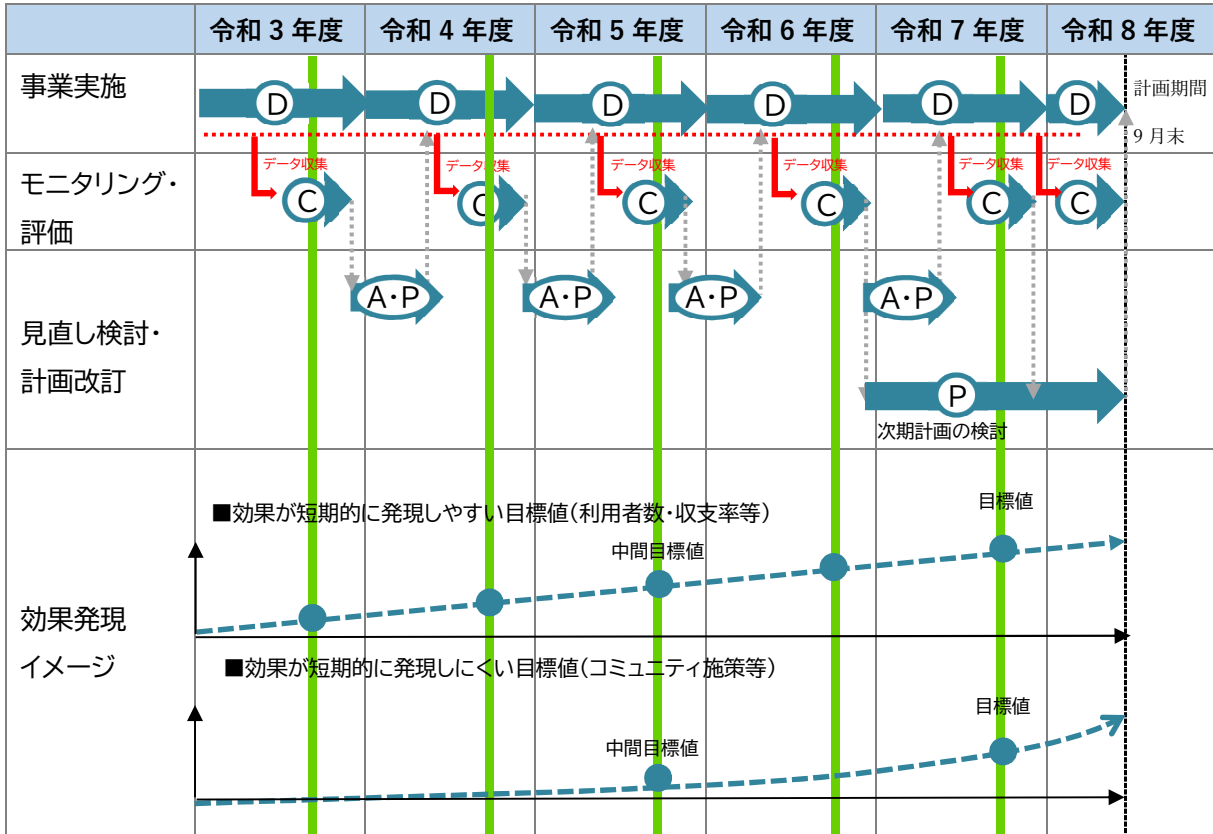 令和3年度 令和4年度 令和5年度 令和6年度 令和7年度 令和8年度
事業実施
D D D D D D
計画期間
9月末
データ収集 データ収集 データ収集 データ収集 データ収集 データ収集
モニタリング・
評価
C C C C C C
見直し検討・
計画改訂
A・P A・P A・P A・P
P
次期計画の検討
効果発現
イメージ
■効果が短期的に発現しやすい目標値(利用者数・収支率等)
中間目標値
目標値
■効果が短期的に発現しにくい目標値(コミュニティ施策等)
中間目標値
目標値